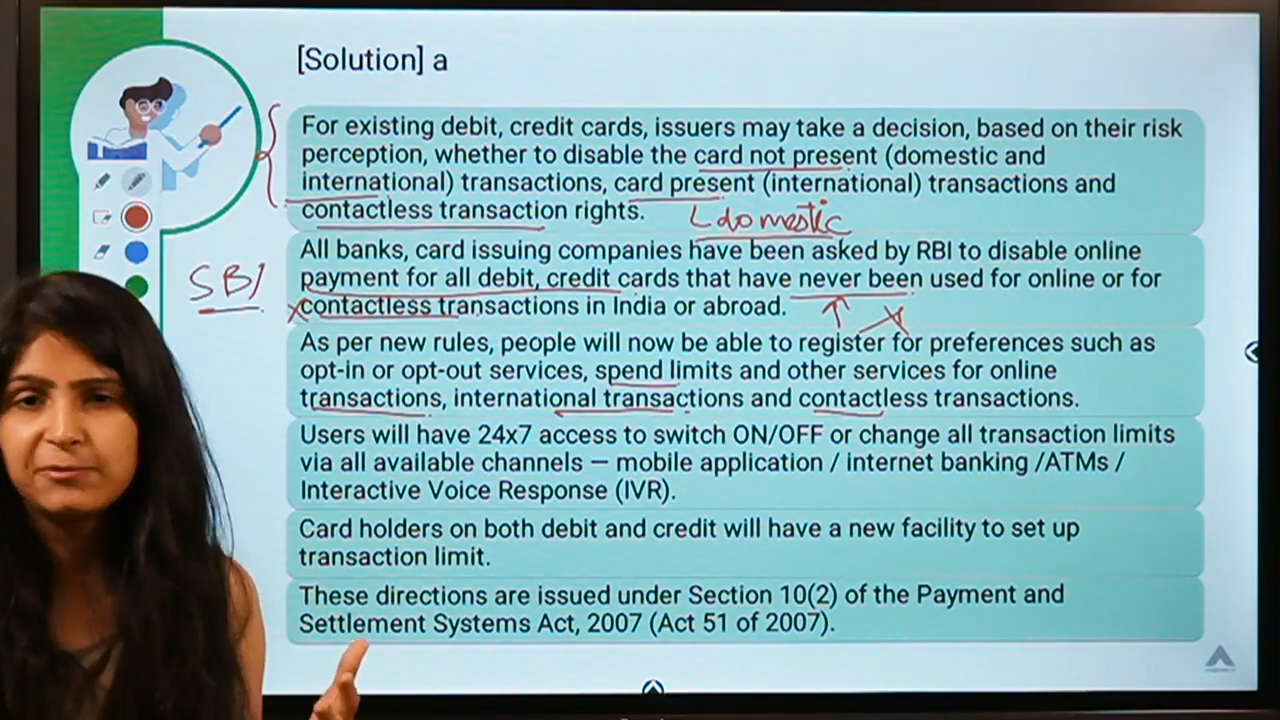 [Solution] a
For existing debit, credit cards, issuers may take a decision, based on their risk
perception, whether to disable the card not present (domestic and
international) transactions, card present (international) transactions and
contactless transaction rights.
domestic
All banks, card issuing companies have been asked by RBI to disable online
SBI
payment for all debit, credit cards that have never been used for online or for
contactless transactions in India or abroad.
As per new rules, people will now be able to register for preferences such as
opt-in or opt-out services, spend limits and other services for online
transactions, international transactions and contactless transactions.
Users will have 24x7 access to switch ON/OFF or change all transaction limits
via all available channels – mobile application / internet banking /ATMs /
Interactive Voice Response (IVR).
Card holders on both debit and credit will have a new facility to set up
transaction limit.
These directions are issued under Section 10(2) of the Payment and
Settlement Systems Act, 2007 (Act 51 of 2007).